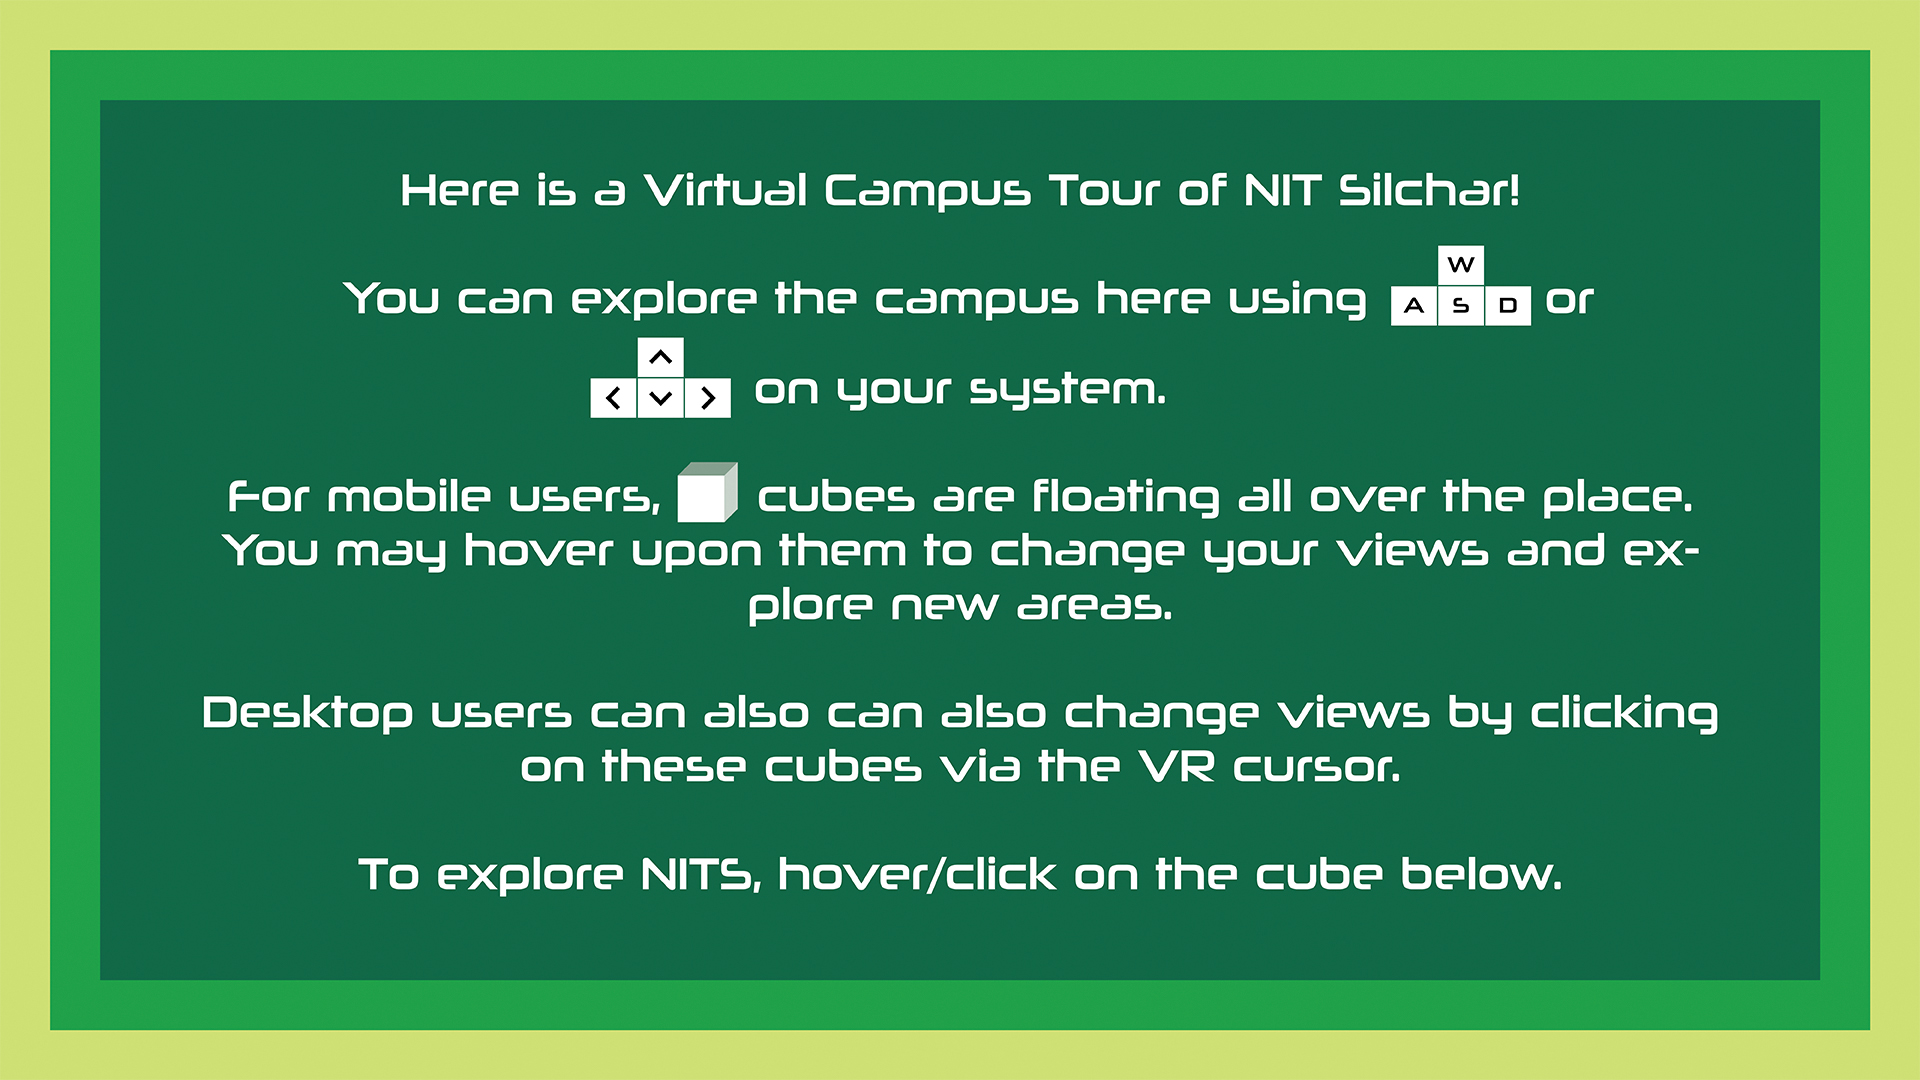 Here is a Virtual Campus Tour of NIT Silchar!
W
You can explore the campus here using A S D or
on your system.
For mobile users, cubes are floating all over the place.
You may hover upon them to change your views and ex-
plore new areas.
Desktop users can also can also change views by clicking
on these cubes via the VR cursor.
To explore NITS, hover/click on the cube below.